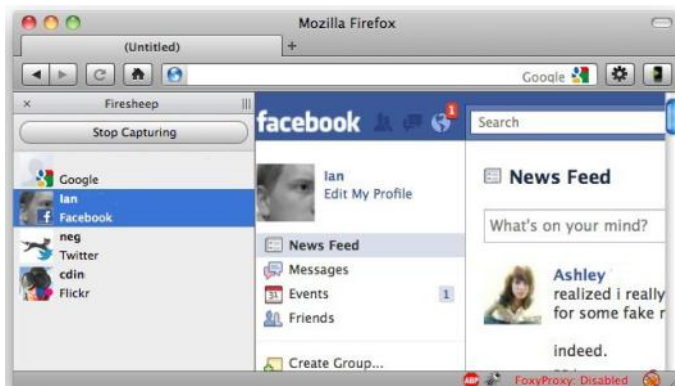 Mozilla Firefox
(Untitled)
+
Google
× Firesheep
Stop Capturing
Google
Ian
Facebook
neg
Twitter
cdin
Flickr
facebook
1
Search
Ian
Edit My Profile
News Feed
Messages
31 Events 1
Friends
Create Group...
News Feed
What's on your mind?
Ashley
realized i really
for some fake
indeed.
ABP FoxyProxy: Disabled